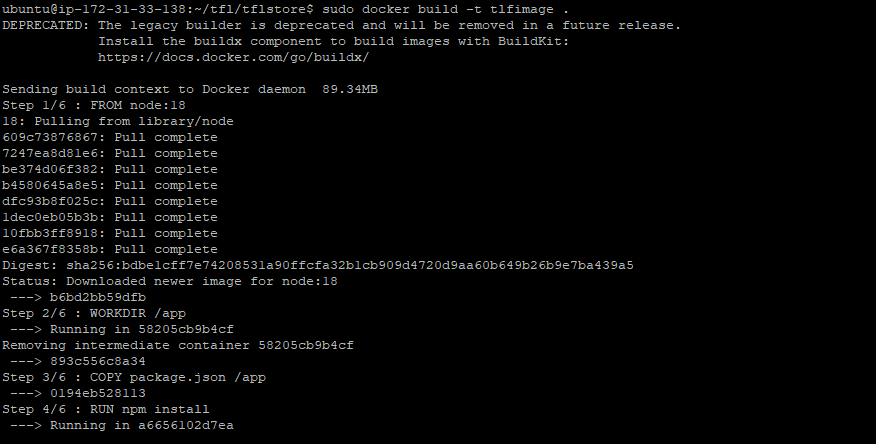 ubuntu@ip-172-31-33-138:~/tfl/tflstore$ sudo docker build -t tlfimage .
DEPRECATED: The legacy builder is deprecated and will be removed in a future release.
            Install the buildx component to build images with BuildKit:
            https://docs.docker.com/go/buildx/

Sending build context to Docker daemon  89.34MB
Step 1/6 : FROM node:18
18: Pulling from library/node
609c73876867: Pull complete
7247ea8d81e6: Pull complete
be374d06f382: Pull complete
b4580645a8e5: Pull complete
dfc93b8f025c: Pull complete
1dec0eb05b3b: Pull complete
10fbb3ff8918: Pull complete
e6a367f8358b: Pull complete
Digest: sha256:bdbe1cff7e74208531a90ffcfa32b1cb909d4720d9aa60b649b26b9e7ba439a5
Status: Downloaded newer image for node:18
 ---> b6bd2bb59dfb
Step 2/6 : WORKDIR /app
 ---> Running in 58205cb9b4cf
Removing intermediate container 58205cb9b4cf
 ---> 893c556c8a34
Step 3/6 : COPY package.json /app
 ---> 0194eb528113
Step 4/6 : RUN npm install
 ---> Running in a6656102d7ea